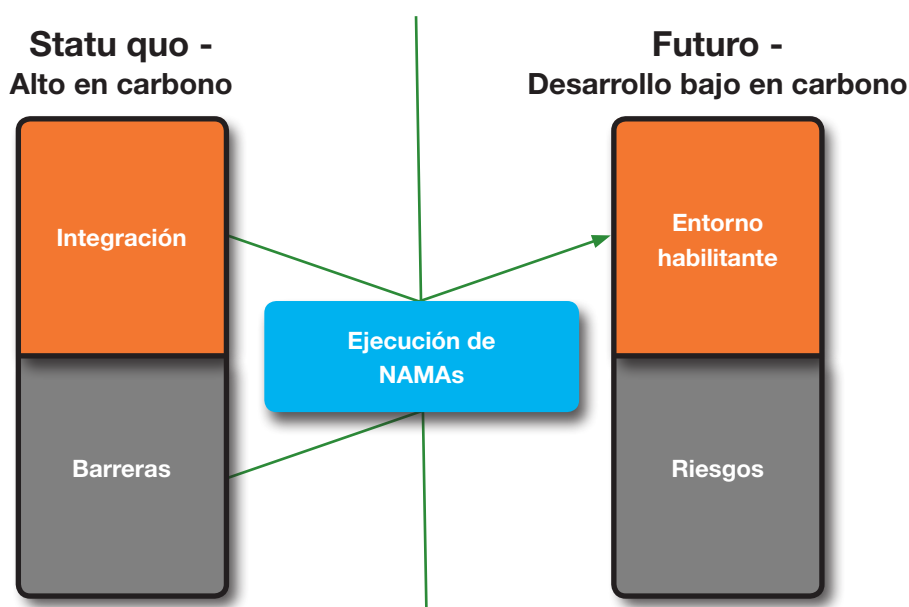 Statu quo -
Alto en carbono
Futuro -
Desarrollo bajo en carbono
Integración
Entorno
habilitante
Ejecución de
NAMAs
Barreras
Riesgos